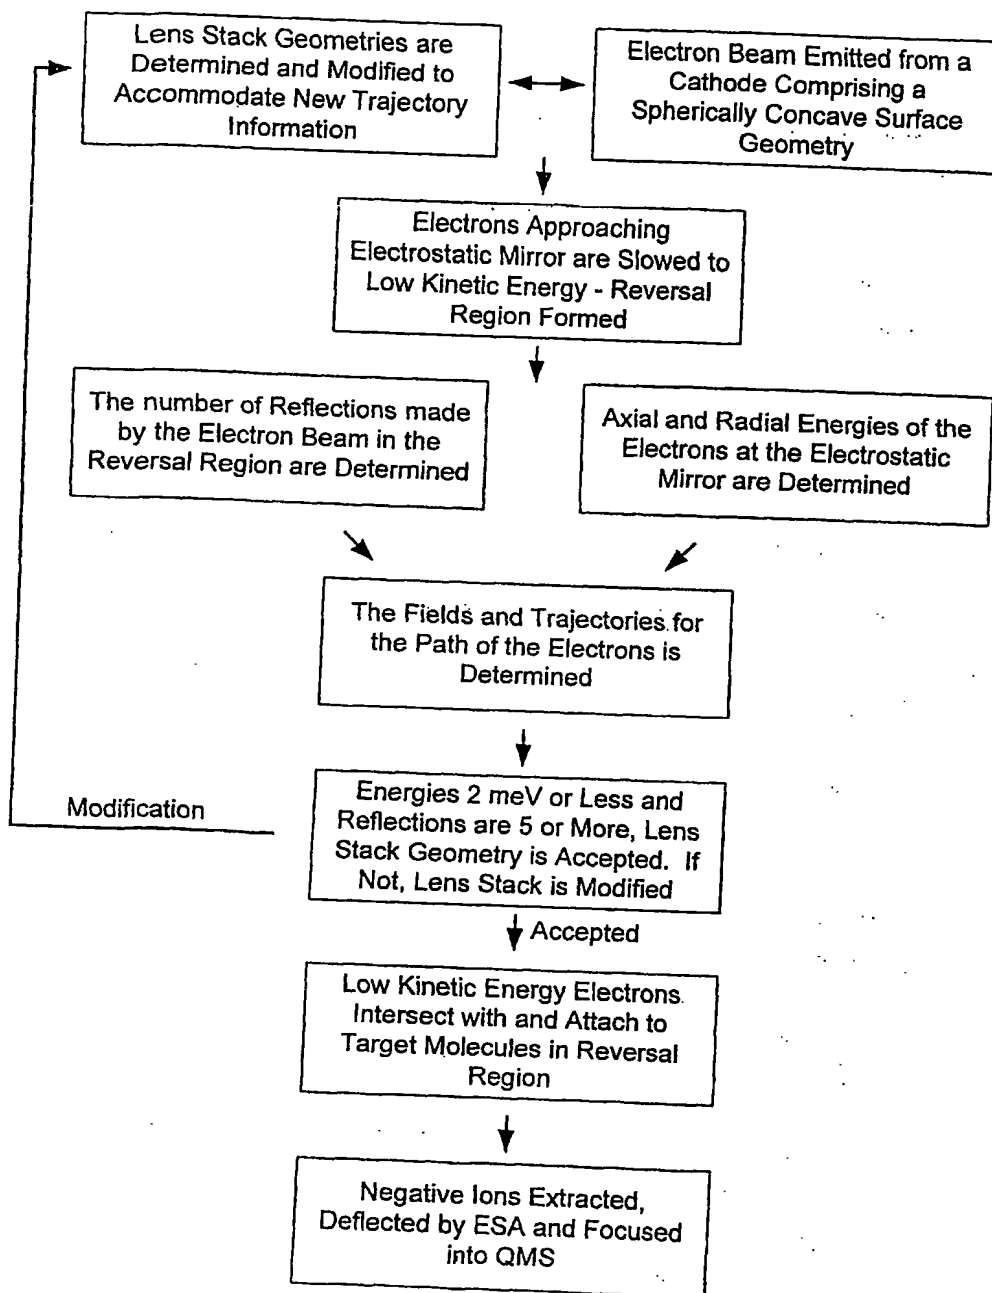 Lens Stack Geometries are
Determined and Modified to
Accommodate New Trajectory
Information
Electron Beam Emitted from a
Cathode Comprising a
Spherically Concave Surface
Geometry
Electrons Approaching
Electrostatic Mirror are Slowed to
Low Kinetic Energy - Reversal
Region Formed
The number of Reflections made
by the Electron Beam in the
Reversal Region are Determined
Axial and Radial Energies of the
Electrons at the Electrostatic
Mirror are Determined
The Fields and Trajectories for
the Path of the Electrons is
Determined
Modification
Energies 2 meV or Less and
Reflections are 5 or More, Lens
Stack Geometry is Accepted. If
Not, Lens Stack is Modified
Accepted
Low Kinetic Energy Electrons
Intersect with and Attach to
Target Molecules in Reversal
Region
Negative Ions Extracted,
Deflected by ESA and Focused
into QMS